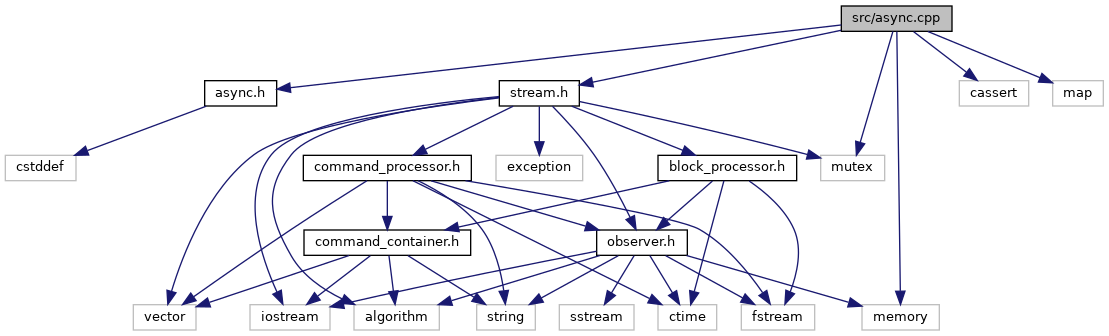 src/async.cpp
async.h
stream.h
cassert
map
cstddef
command_processor.h
exception
block_processor.h
mutex
command_container.h
observer.h
vector
iostream
algorithm
string
sstream
ctime
fstream
memory